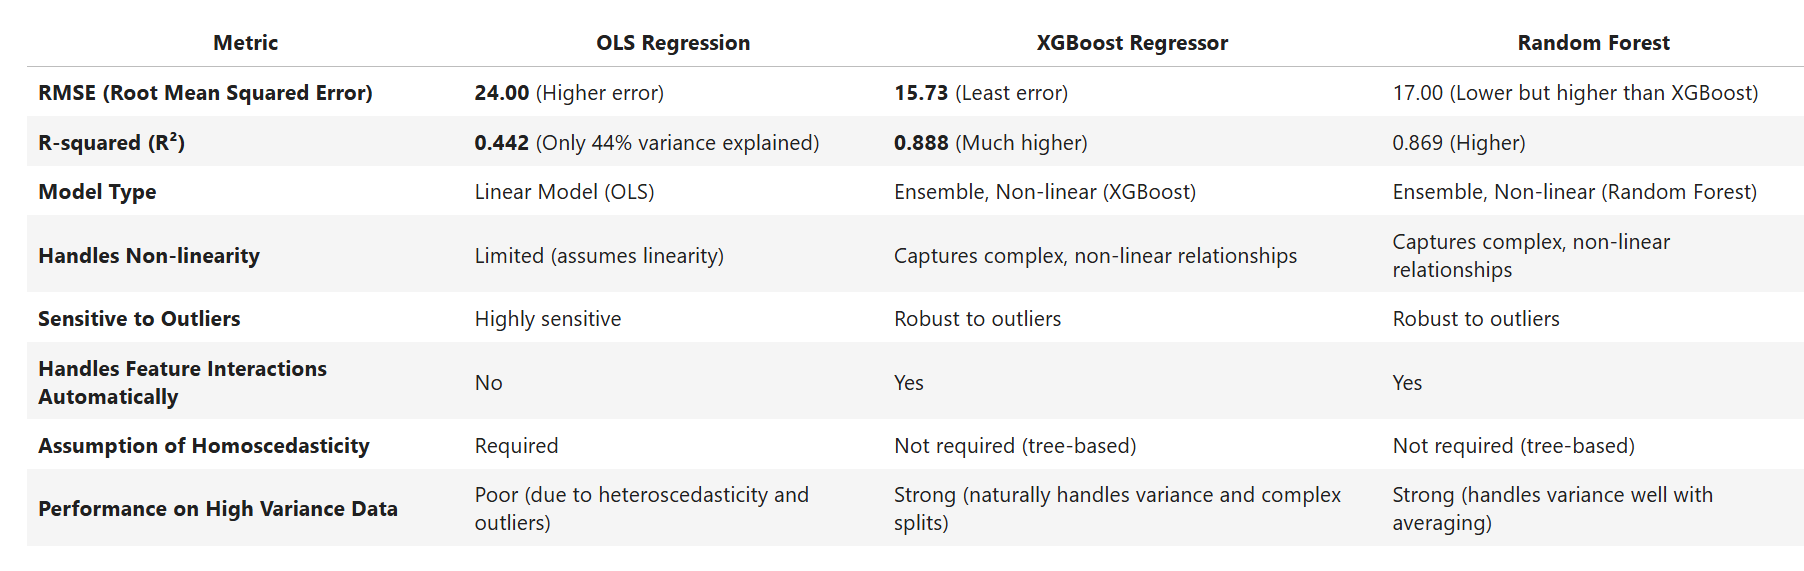 Metric OLS Regression XGBoost Regressor Random Forest
RMSE (Root Mean Squared Error) 24.00 (Higher error) 15.73 (Least error) 17.00 (Lower but higher than XGBoost)
R-squared (R²) 0.442 (Only 44% variance explained) 0.888 (Much higher) 0.869 (Higher)
Model Type Linear Model (OLS) Ensemble, Non-linear (XGBoost) Ensemble, Non-linear (Random Forest)
Handles Non-linearity Limited (assumes linearity) Captures complex, non-linear relationships Captures complex, non-linear
relationships
Sensitive to Outliers Highly sensitive Robust to outliers Robust to outliers
Handles Feature Interactions
Automatically No Yes Yes
Assumption of Homoscedasticity Required Not required (tree-based) Not required (tree-based)
Performance on High Variance Data Poor (due to heteroscedasticity and
outliers) Strong (naturally handles variance and complex
splits) Strong (handles variance well with
averaging)